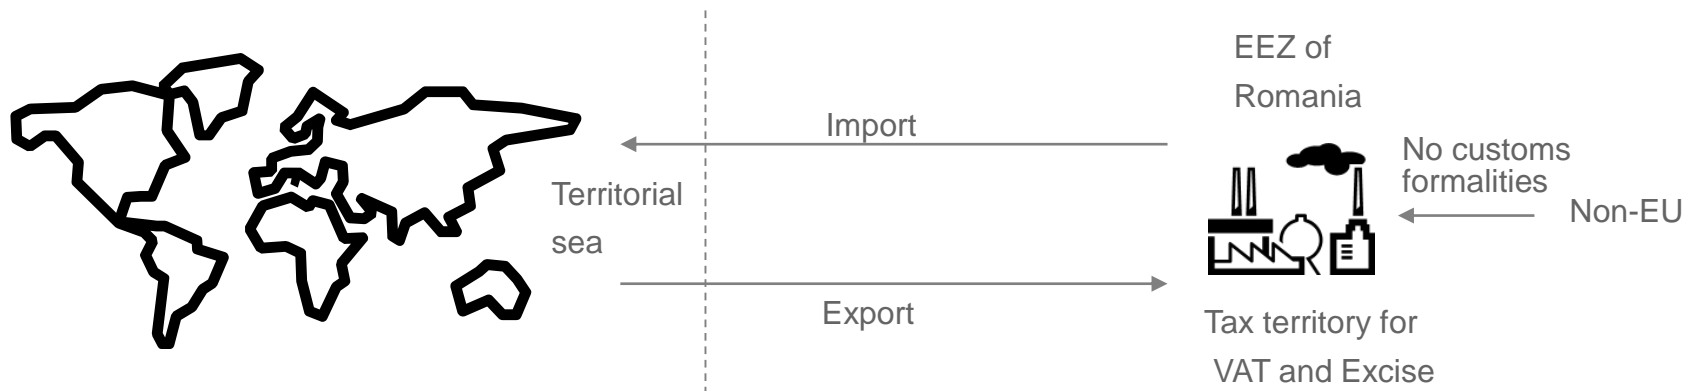 EEZ of
Romania
Import
No customs
formalities
Territorial
sea
Non-EU
Export
Tax territory for
VAT and Excise